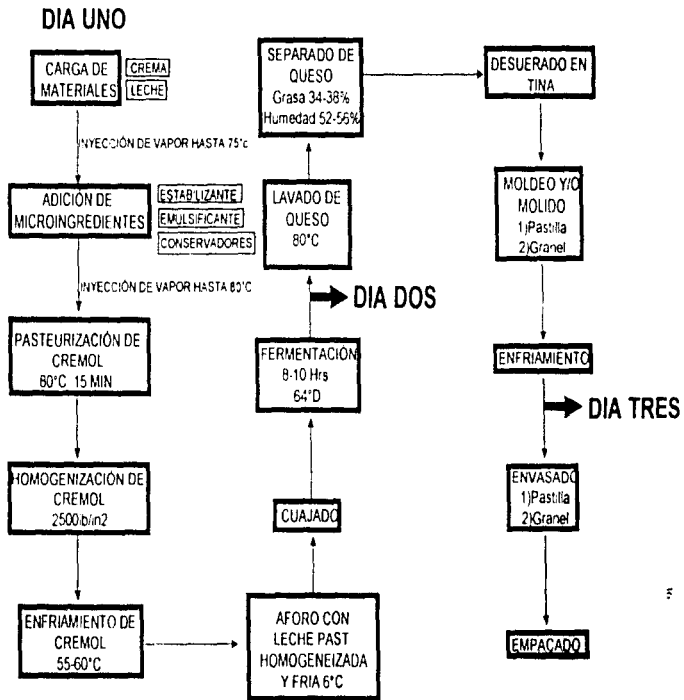 DIA UNO
CARGA DE
MATERIALES
CREMA
LECHE
INYECCIÓN DE VAPOR HASTA 75°c
ADICIÓN DE
MICROINGREDIENTES
ESTABILIZANTE
EMULSIFICANTE
CONSERVADORES
INYECCIÓN DE VAPOR HASTA 80°C
PASTEURIZACIÓN DE
CREMOL
80°C 15 MIN
HOMOGENIZACIÓN DE
CREMOL
2500lb/in2
ENFRIAMIENTO DE
CREMOL
55-60°C
AFORO CON
LECHE PAST
HOMOGENEIZADA
Y FRIA 6°C
CUAJADO
FERMENTACIÓN
8-10 Hrs
64°D
DIA DOS
LAVADO DE
QUESO
80°C
SEPARADO DE
QUESO
Grasa 34-38%
Humedad 52-56%
DESUERADO EN
TINA
MOLDEO Y/O
MOLIDO
1)Pastilla
2)Granel
ENFRIAMIENTO
DIA TRES
ENVASADO
1)Pastilla
2)Granel
EMPACADO